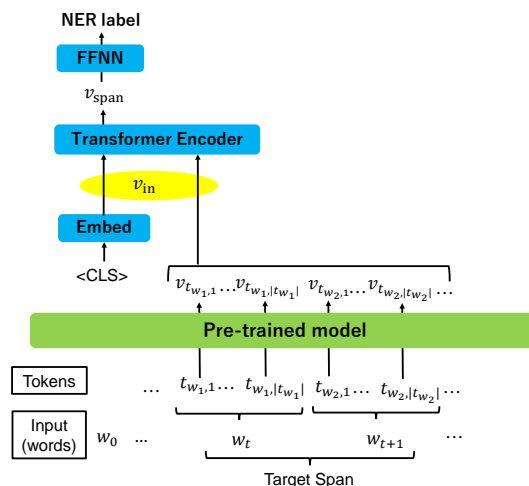 NER label
FFNN
v_span
Transformer Encoder
v_in
Embed
<CLS>
v_{t_{w_1,1}} ... v_{t_{w_1,|t_{w_1}|}} v_{t_{w_2,1}} ... v_{t_{w_2,|t_{w_2}|}} ...
Pre-trained model
Tokens ... t_{w_1,1} ... t_{w_1,|t_{w_1}|} t_{w_2,1} ... t_{w_2,|t_{w_2}|} ...
Input
(words) w_0 ... w_t w_{t+1} ...
Target Span